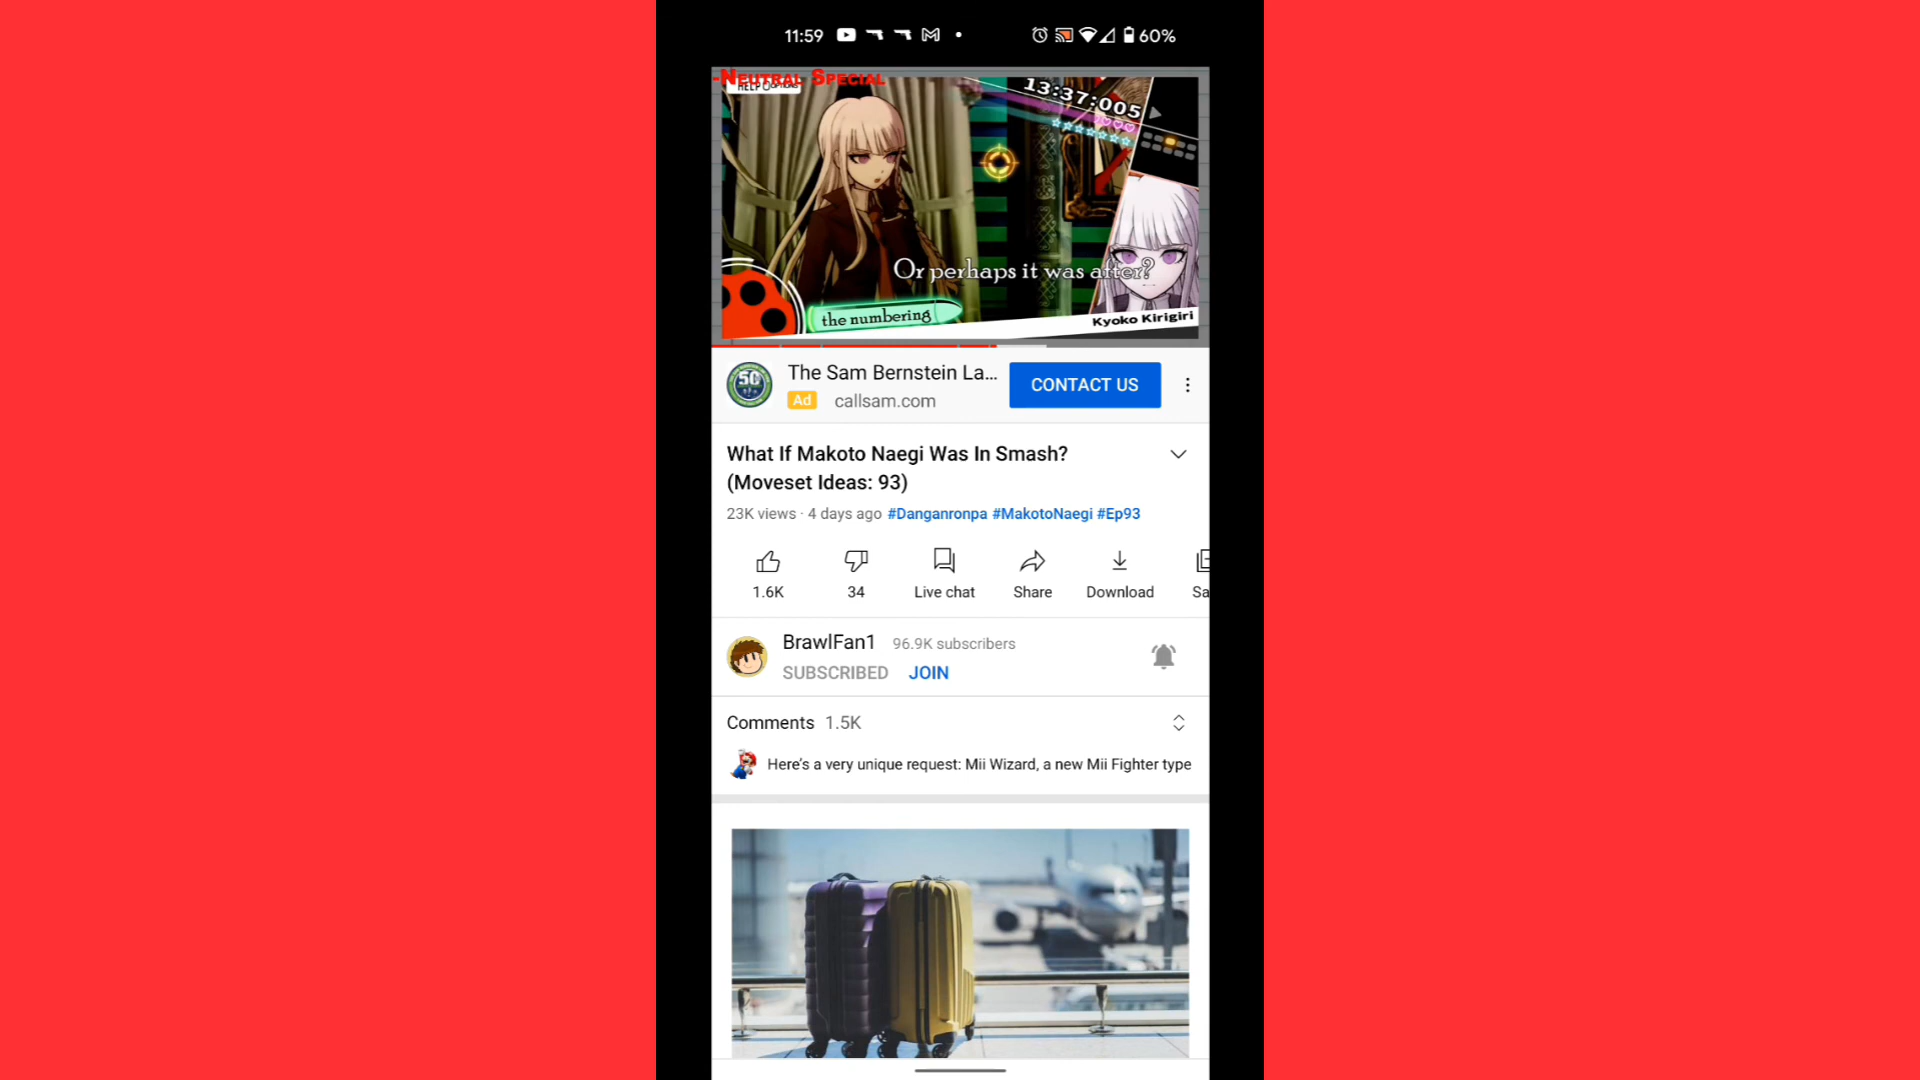 11:59
60%
-Neutral Special
HELP OPTIONS
13:37:005
Or perhaps it was after?
the numbering
Kyoko Kirigiri
50
The Sam Bernstein La...
CONTACT US
Ad callsam.com
What If Makoto Naegi Was In Smash?
(Moveset Ideas: 93)
23K views · 4 days ago #Danganronpa #MakotoNaegi #Ep93
1.6K 34 Live chat Share Download Sa
BrawlFan1 96.9K subscribers
SUBSCRIBED JOIN
Comments 1.5K
Here's a very unique request: Mii Wizard, a new Mii Fighter type